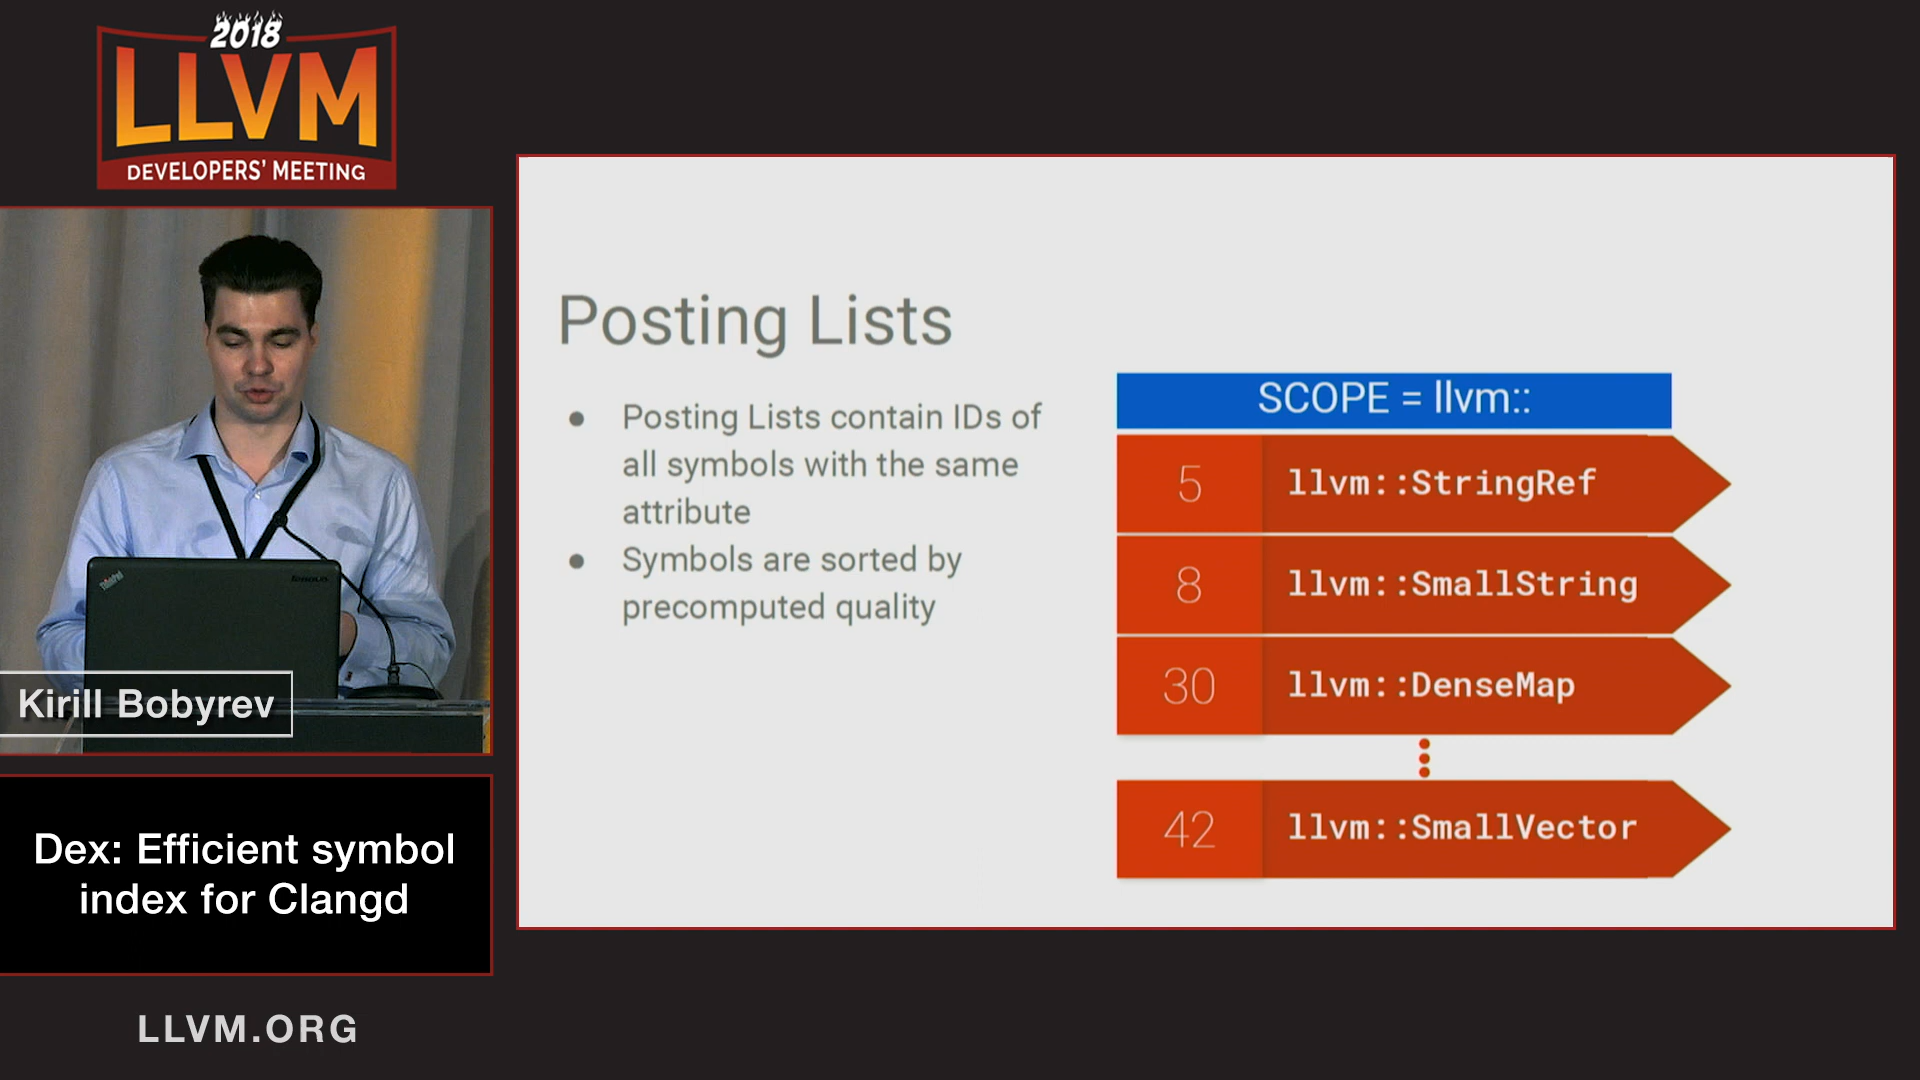 2018
LLVM
DEVELOPERS' MEETING
ThinkPad
lenovo
Kirill Bobyrev
Dex: Efficient symbol
index for Clangd
LLVM.ORG
Posting Lists
● Posting Lists contain IDs of
all symbols with the same
attribute
● Symbols are sorted by
precomputed quality
SCOPE = llvm::
5 llvm::StringRef
8 llvm::SmallString
30 llvm::DenseMap
42 llvm::SmallVector